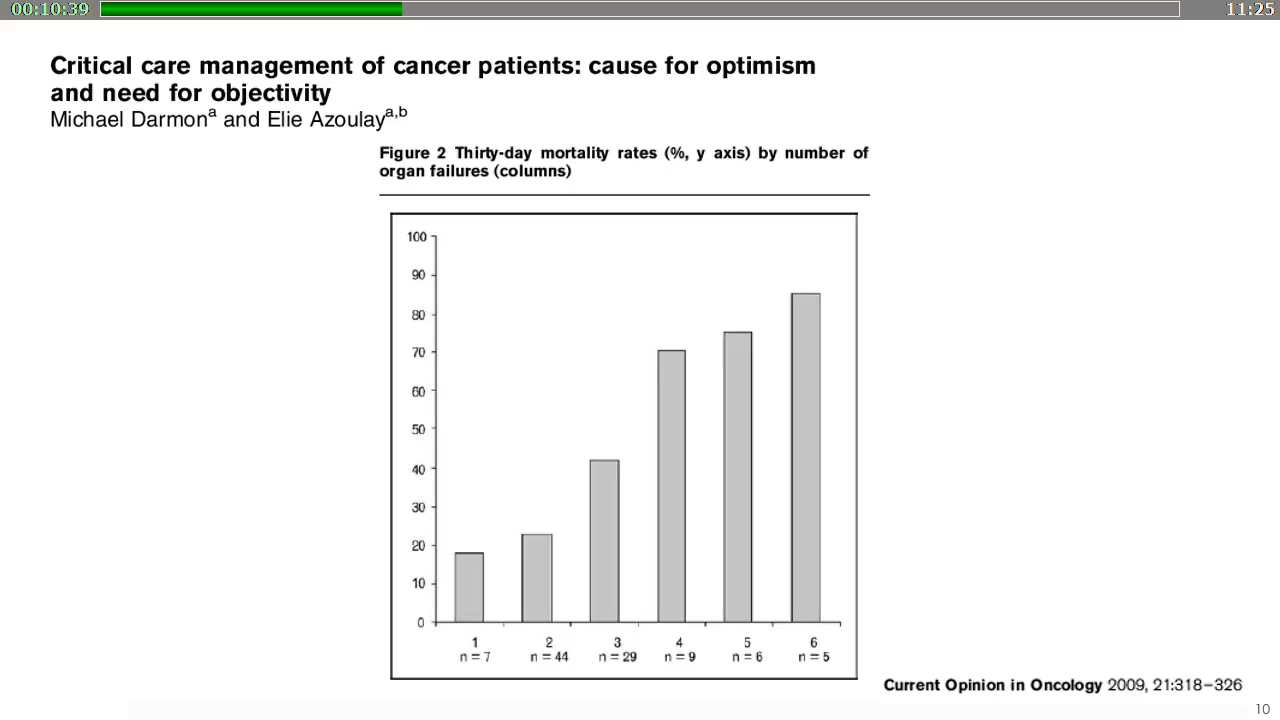 00:10:39
11:25
Critical care management of cancer patients: cause for optimism
and need for objectivity
Michael Darmonᵃ and Elie Azoulayᵃ,ᵇ
Figure 2 Thirty-day mortality rates (%, y axis) by number of
organ failures (columns)
100
90
80
70
60
50
40
30
20
10
0
1 2 3 4 5 6
n = 7 n = 44 n = 29 n = 9 n = 6 n = 5
Current Opinion in Oncology 2009, 21:318–326
10